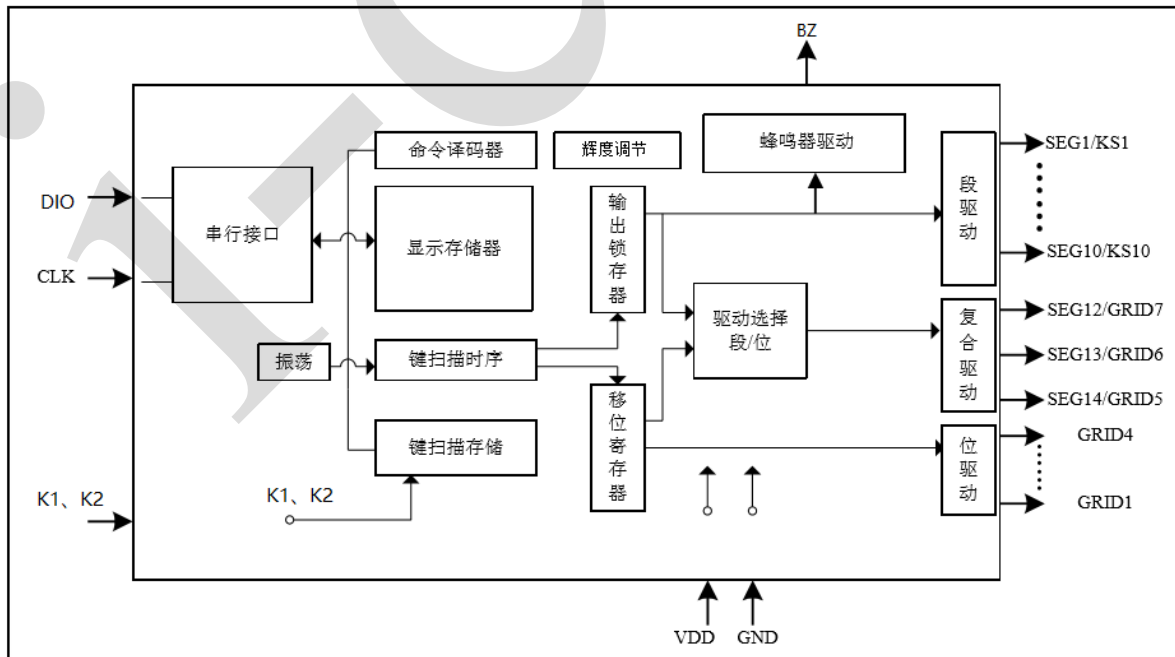 BZ
命令译码器
辉度调节
蜂鸣器驱动
SEG1/KS1
DIO
串行接口
显示存储器
输出锁存器
段驱动
CLK
SEG10/KS10
驱动选择
段/位
SEG12/GRID7
复合驱动
振荡
键扫描时序
SEG13/GRID6
SEG14/GRID5
移位寄存器
键扫描存储
位驱动
GRID4
K1、K2
K1、K2
GRID1
VDD
GND